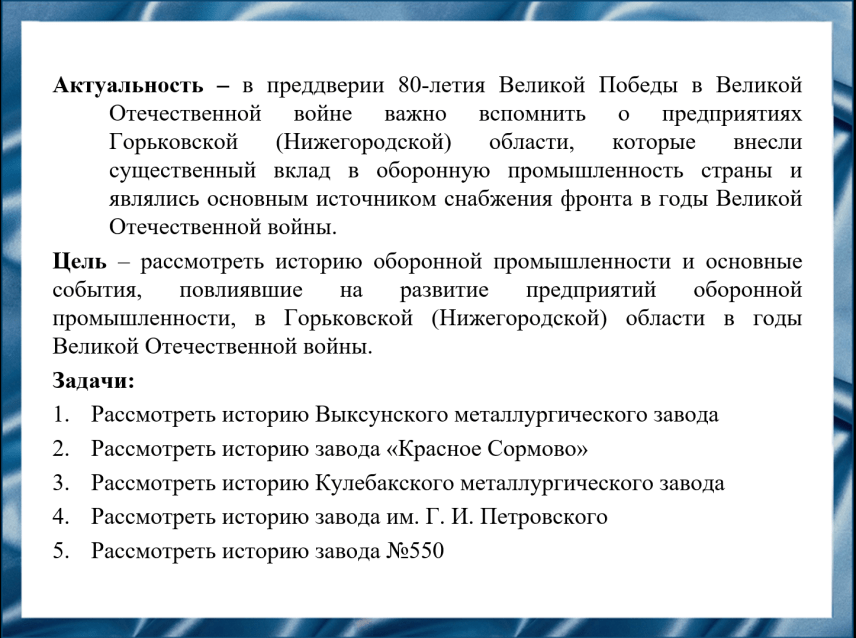 Актуальность – в преддверии 80-летия Великой Победы в Великой
Отечественной войне важно вспомнить о предприятиях
Горьковской (Нижегородской) области, которые внесли
существенный вклад в оборонную промышленность страны и
являлись основным источником снабжения фронта в годы Великой
Отечественной войны.
Цель – рассмотреть историю оборонной промышленности и основные
события, повлиявшие на развитие предприятий оборонной
промышленности, в Горьковской (Нижегородской) области в годы
Великой Отечественной войны.
Задачи:
1. Рассмотреть историю Выксунского металлургического завода
2. Рассмотреть историю завода «Красное Сормово»
3. Рассмотреть историю Кулебакского металлургического завода
4. Рассмотреть историю завода им. Г. И. Петровского
5. Рассмотреть историю завода №550